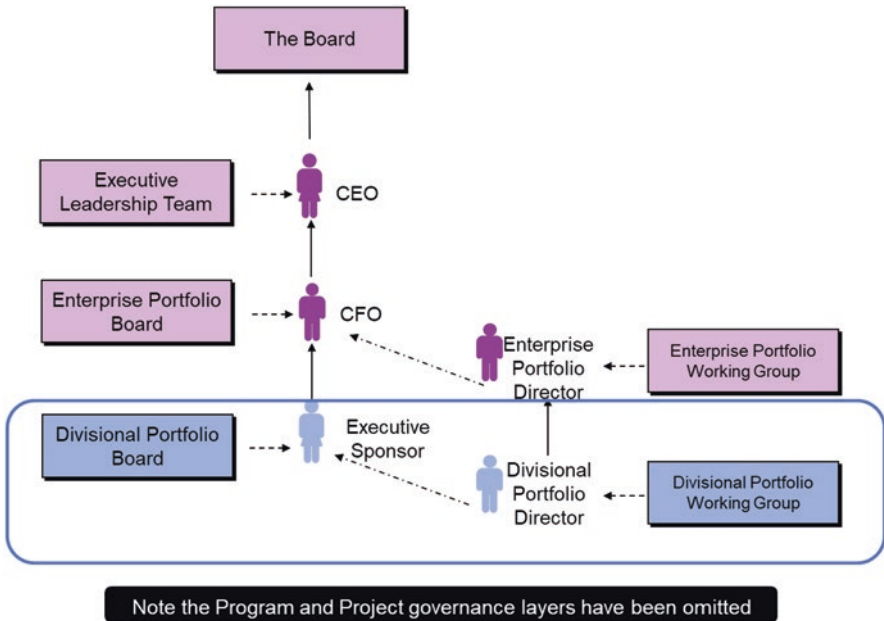 The Board
Executive
Leadership Team
CEO
Enterprise Portfolio
Board
CFO
Enterprise
Portfolio
Director
Enterprise Portfolio
Working Group
Divisional Portfolio
Board
Executive
Sponsor
Divisional
Portfolio
Director
Divisional Portfolio
Working Group
Note the Program and Project governance layers have been omitted